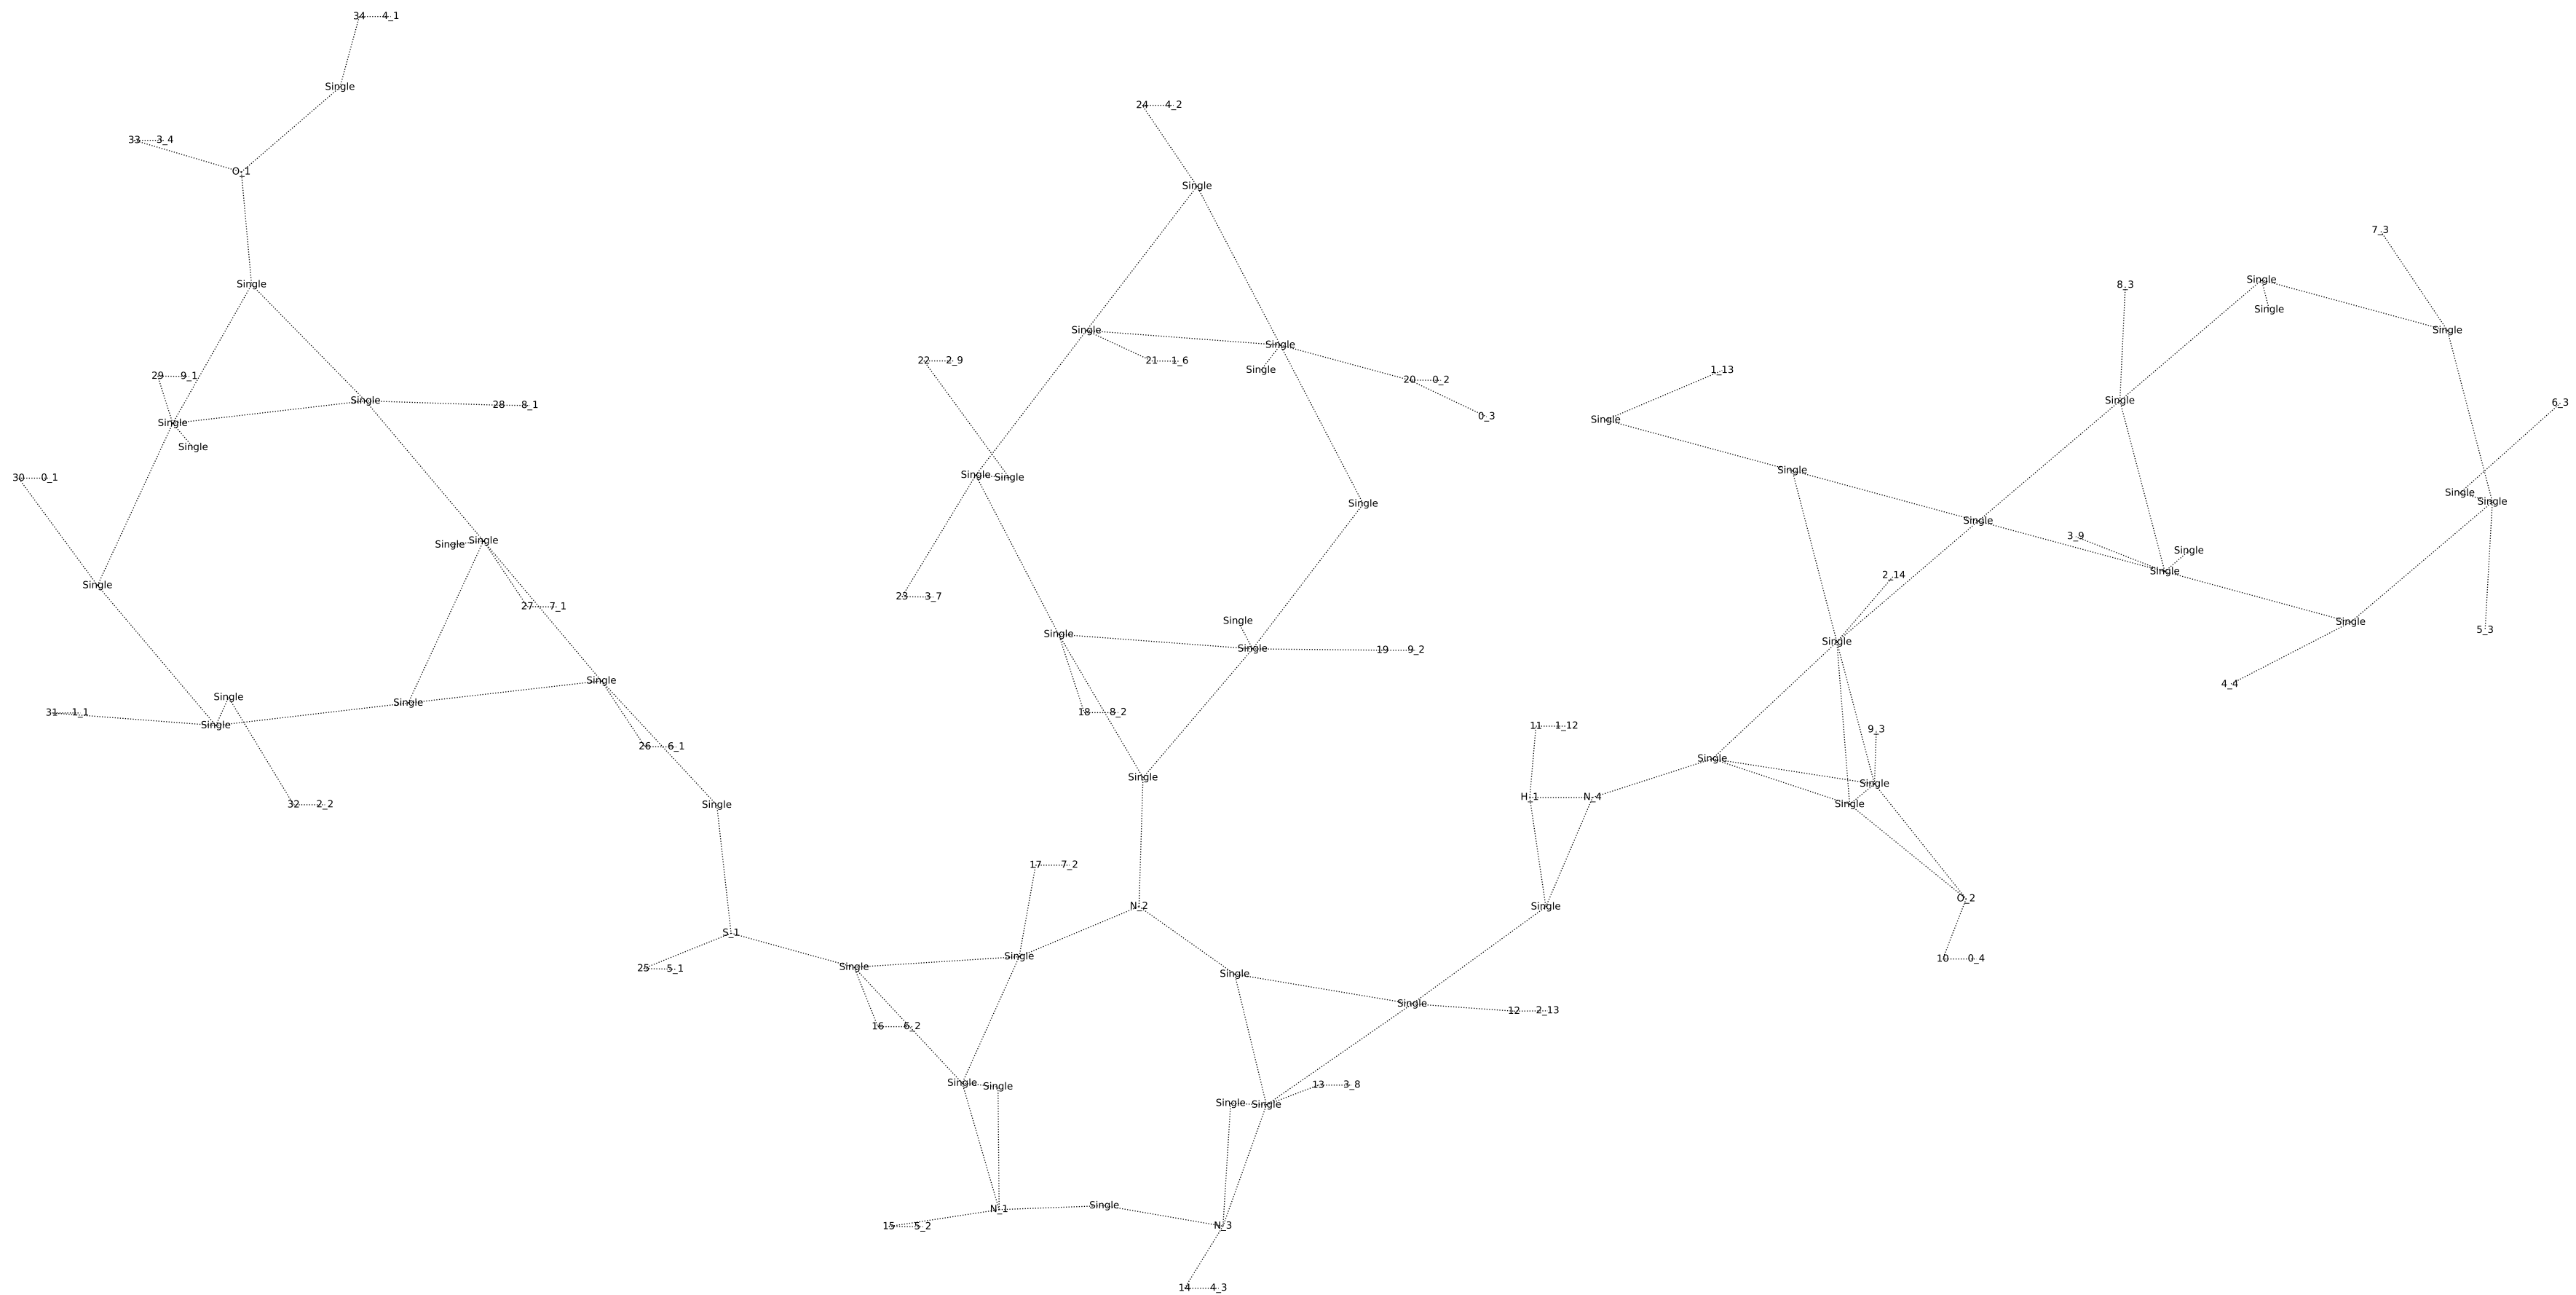 34 4_1
Single
24 4_2
33 3_4
O_1
Single
7_3
Single
Single
8_3
Single
Single
Single
Single
22 2_9
21 1_6
Single
1_13
29 9_1
20 0_2
Single
Single
6_3
28 8_1
0_3
Single
Single
Single
Single
Single
30 0_1
Single
Single
Single
Single
Single
Single
Single
3_9
Single
Single
Single
Single
2_14
Single
23 3_7
27 7_1
Single
Single
5_3
Single
Single
Single
19 9_2
Single
4_4
Single
Single
31 1_1
18 8_2
Single
11 1_12
9_3
26 6_1
Single
Single
Single
H_1
N_4
32 2_2
Single
Single
17 7_2
O_2
N_2
Single
S_1
Single
10 0_4
Single
25 5_1
Single
Single
12 2_13
16 6_2
Single
Single
13 3_8
Single
Single
Single
N_1
15 5_2
N_3
14 4_3